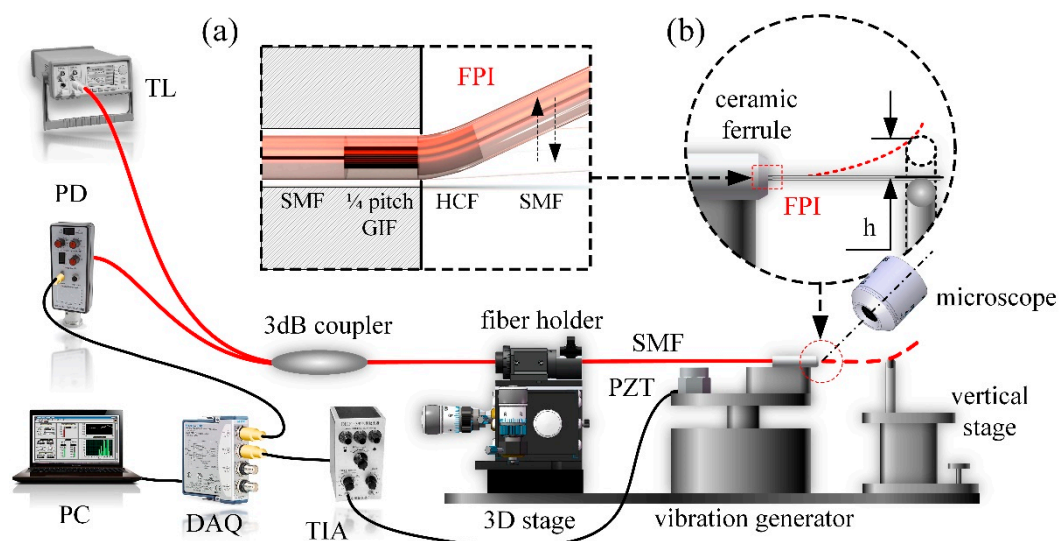 (a)
(b)
TL
FPI
ceramic
ferrule
PD
SMF
¼ pitch
GIF
HCF
SMF
FPI
h
microscope
3dB coupler
fiber holder
SMF
PZT
vertical
stage
PC
DAQ
TIA
3D stage
vibration generator